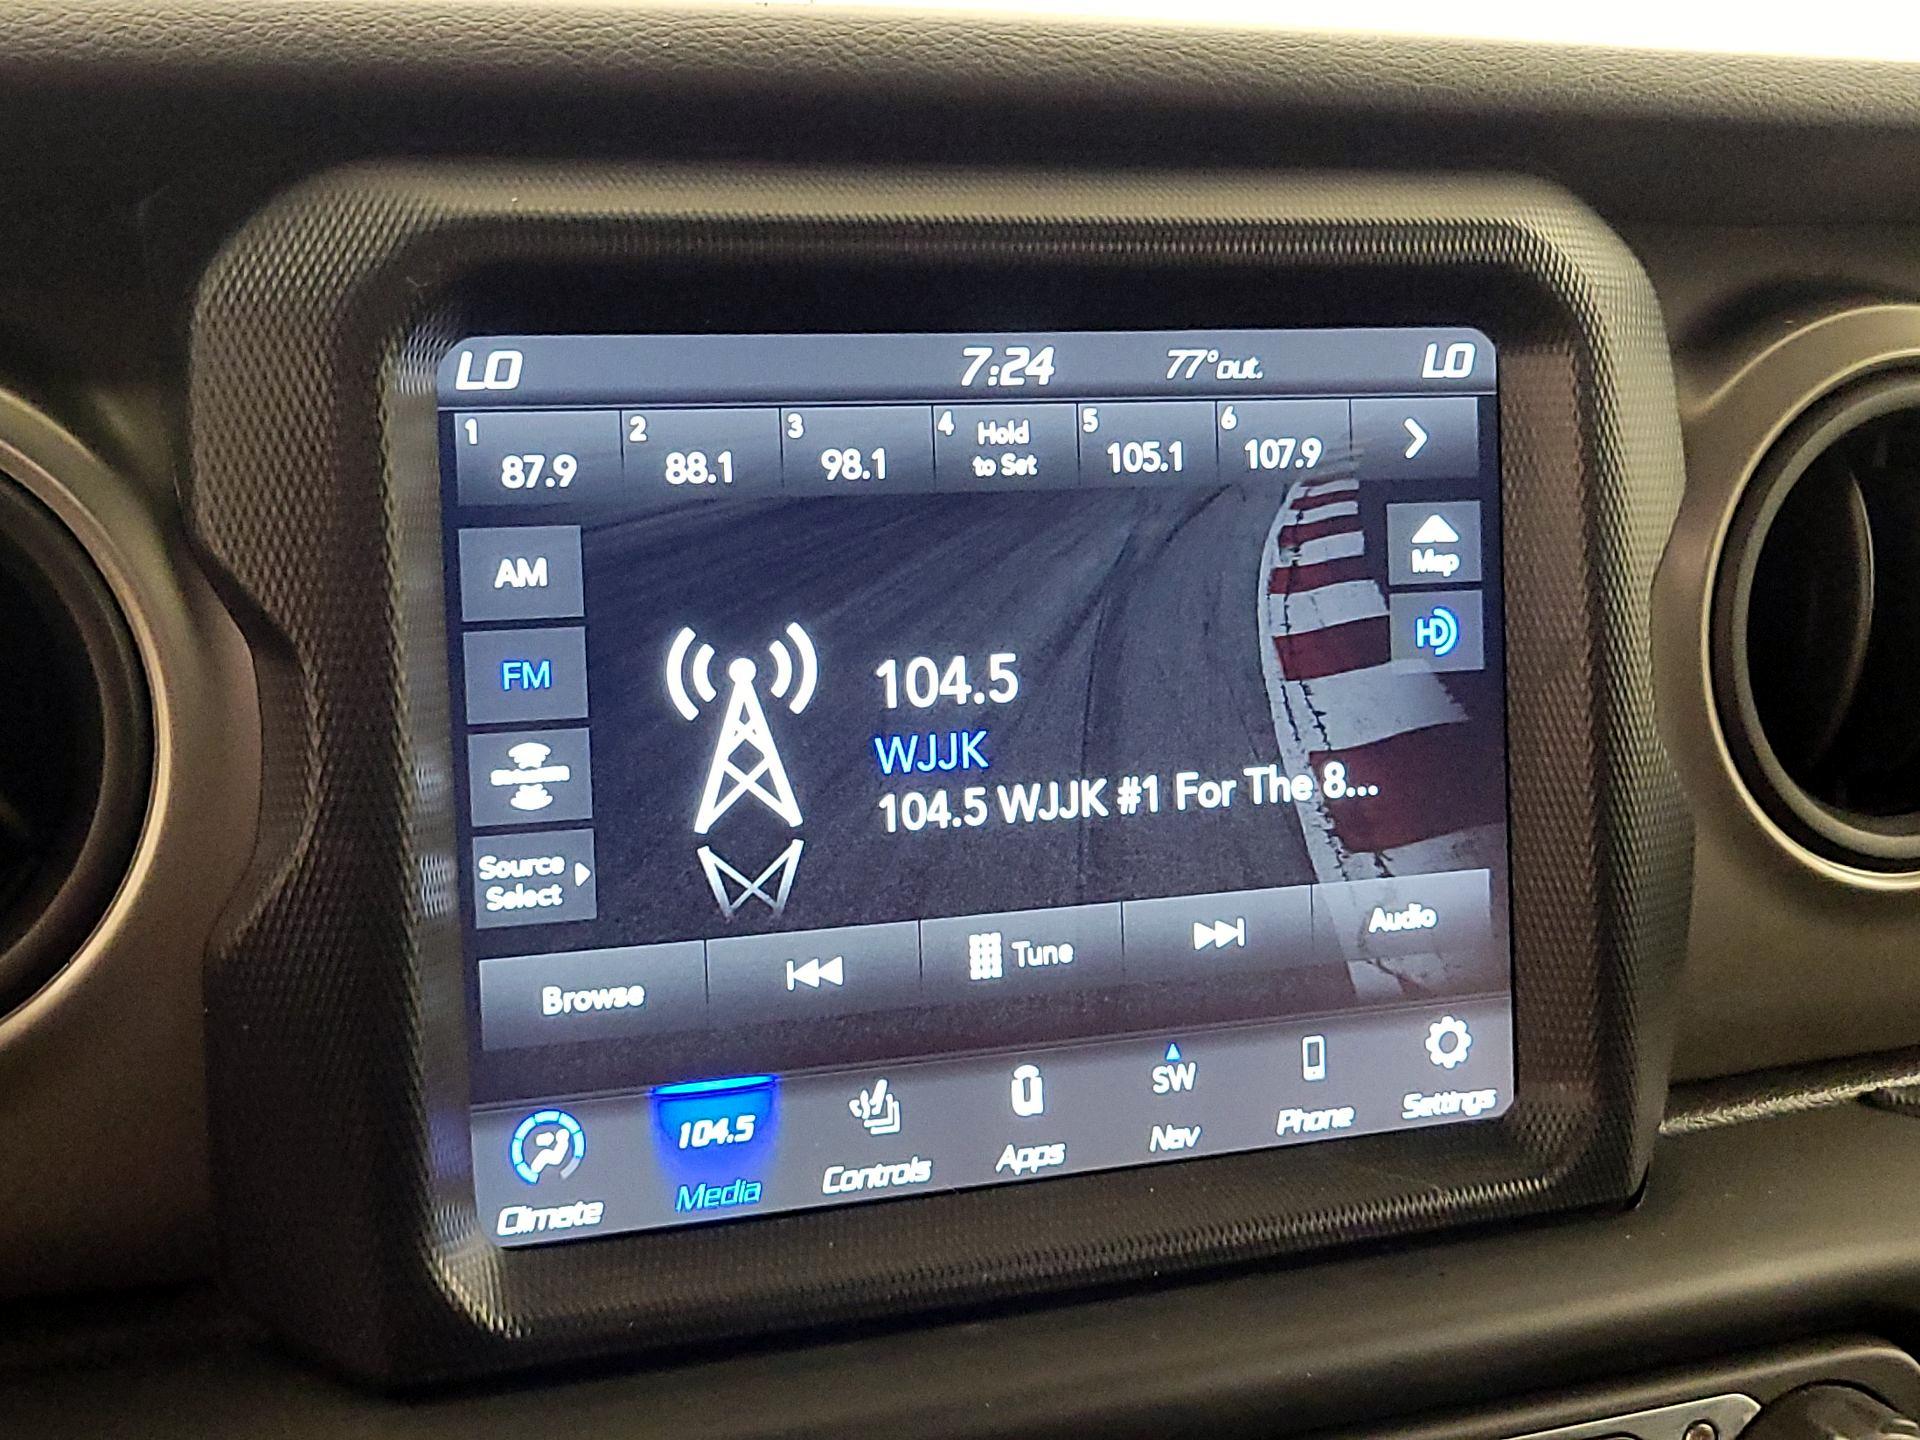 LO 7:24 77°out. LO
1 87.9
2 88.1
3 98.1
4 Hold
to Set
5 105.1
6 107.9
AM
Map
FM
HD
104.5
WJJK
104.5 WJJK #1 For The 8...
Source
Select
Browse
Tune
Audio
Climate
104.5
Media
Controls
Apps
SW
Nav
Phone
Settings